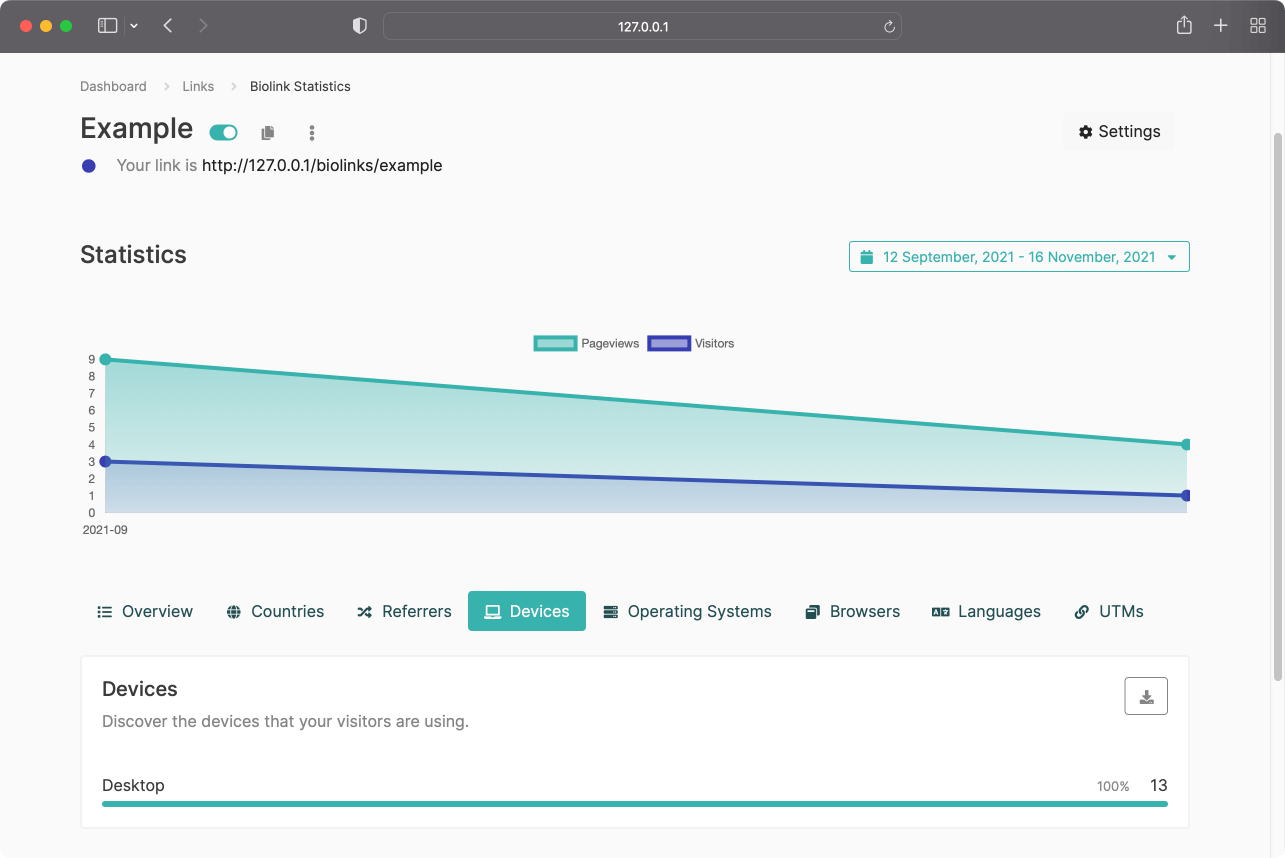 127.0.0.1
Dashboard Links Biolink Statistics
Example
Settings
Your link is http://127.0.0.1/biolinks/example
Statistics
12 September, 2021 - 16 November, 2021
Pageviews Visitors
9
8
7
6
5
4
3
2
1
0
2021-09
Overview Countries Referrers Devices Operating Systems Browsers Languages UTMs
Devices
Discover the devices that your visitors are using.
Desktop 100% 13